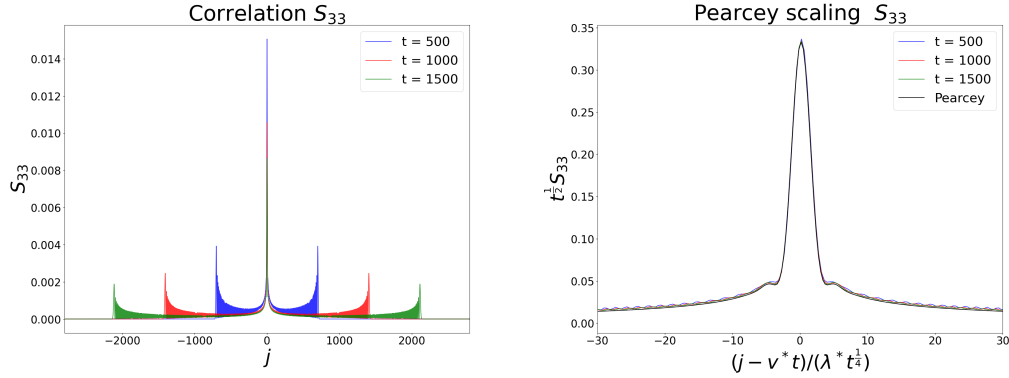 Correlation S₃₃
S₃₃
0.014
0.012
0.010
0.008
0.006
0.004
0.002
0.000
−2000
−1000
0
1000
2000
j
t = 500
t = 1000
t = 1500
Pearcey scaling S₃₃
t^½S₃₃
0.35
0.30
0.25
0.20
0.15
0.10
0.05
0.00
−30
−20
−10
0
10
20
30
(j − v*t)/(λ*t^¼)
t = 500
t = 1000
t = 1500
Pearcey